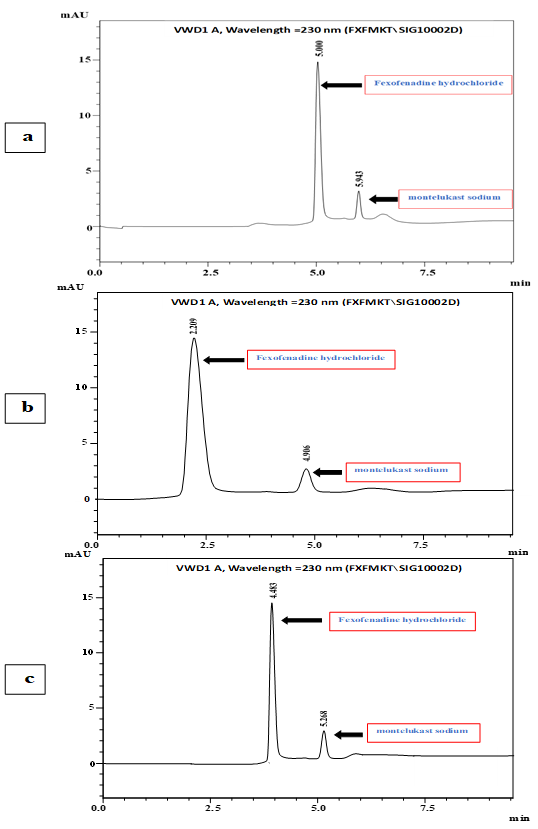 mAU
VWD1 A, Wavelength =230 nm (FXFMKT\SIG10002D)
15
5.000
Fexofenadine hydrochloride
a
10
5
5.943
montelukast sodium
0
0.0 2.5 5.0 7.5
min
mAU
VWD1 A, Wavelength =230 nm (FXFMKT\SIG10002D)
15
2.209
Fexofenadine hydrochloride
10
b
5
4.906
montelukast sodium
0
0.0 2.5 5.0 7.5
min
mAU
VWD1 A, Wavelength =230 nm (FXFMKT\SIG10002D)
15
4.483
Fexofenadine hydrochloride
10
c
5
5.268
montelukast sodium
0
0.0 2.5 5.0 7.5
min